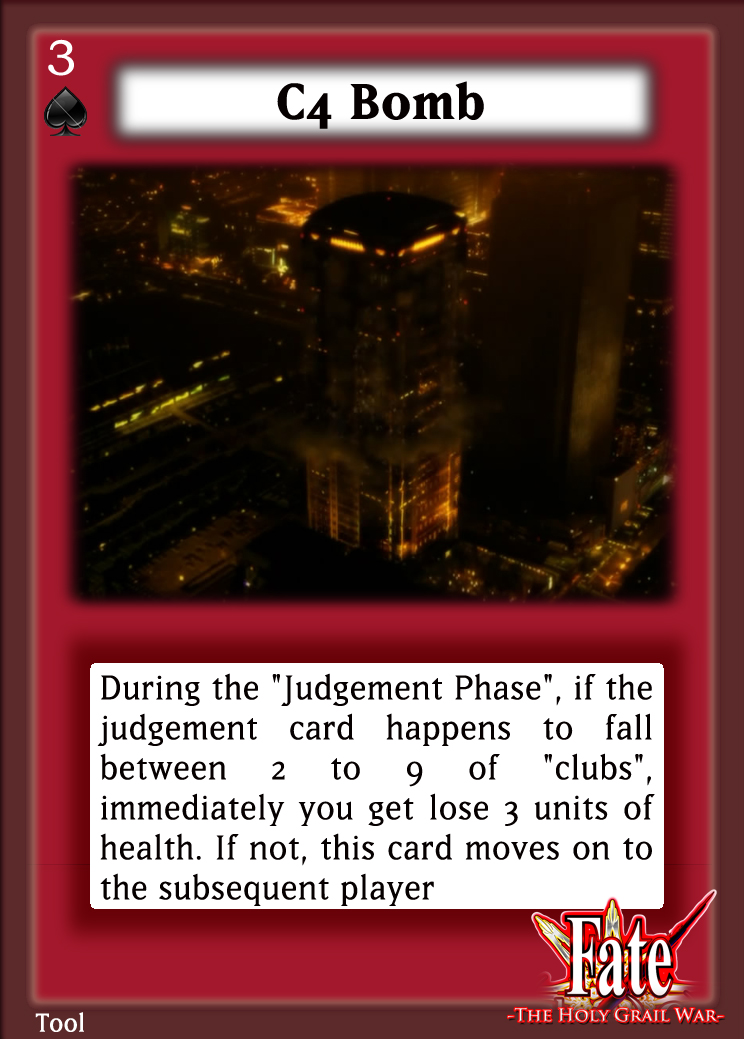 3
C4 Bomb
During the "Judgement Phase", if the
judgement card happens to fall
between 2 to 9 of "clubs",
immediately you get lose 3 units of
health. If not, this card moves on to
the subsequent player
Fate
-THE HOLY GRAIL WAR-
Tool